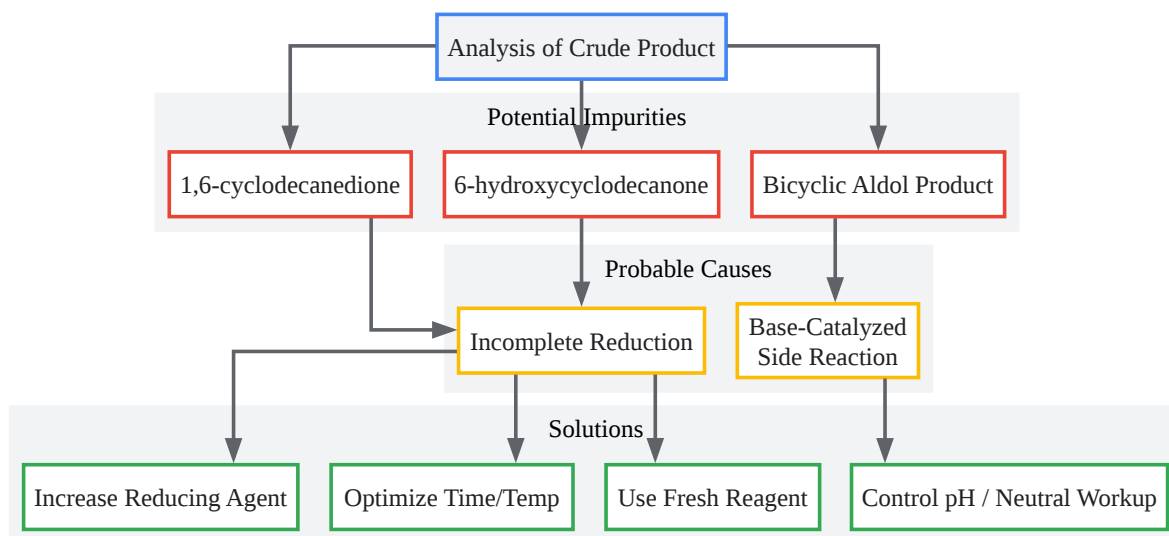 Analysis of Crude Product
Potential Impurities
1,6-cyclodecanedione
6-hydroxycyclodecanone
Bicyclic Aldol Product
Probable Causes
Incomplete Reduction
Base-Catalyzed
Side Reaction
Solutions
Increase Reducing Agent
Optimize Time/Temp
Use Fresh Reagent
Control pH / Neutral Workup